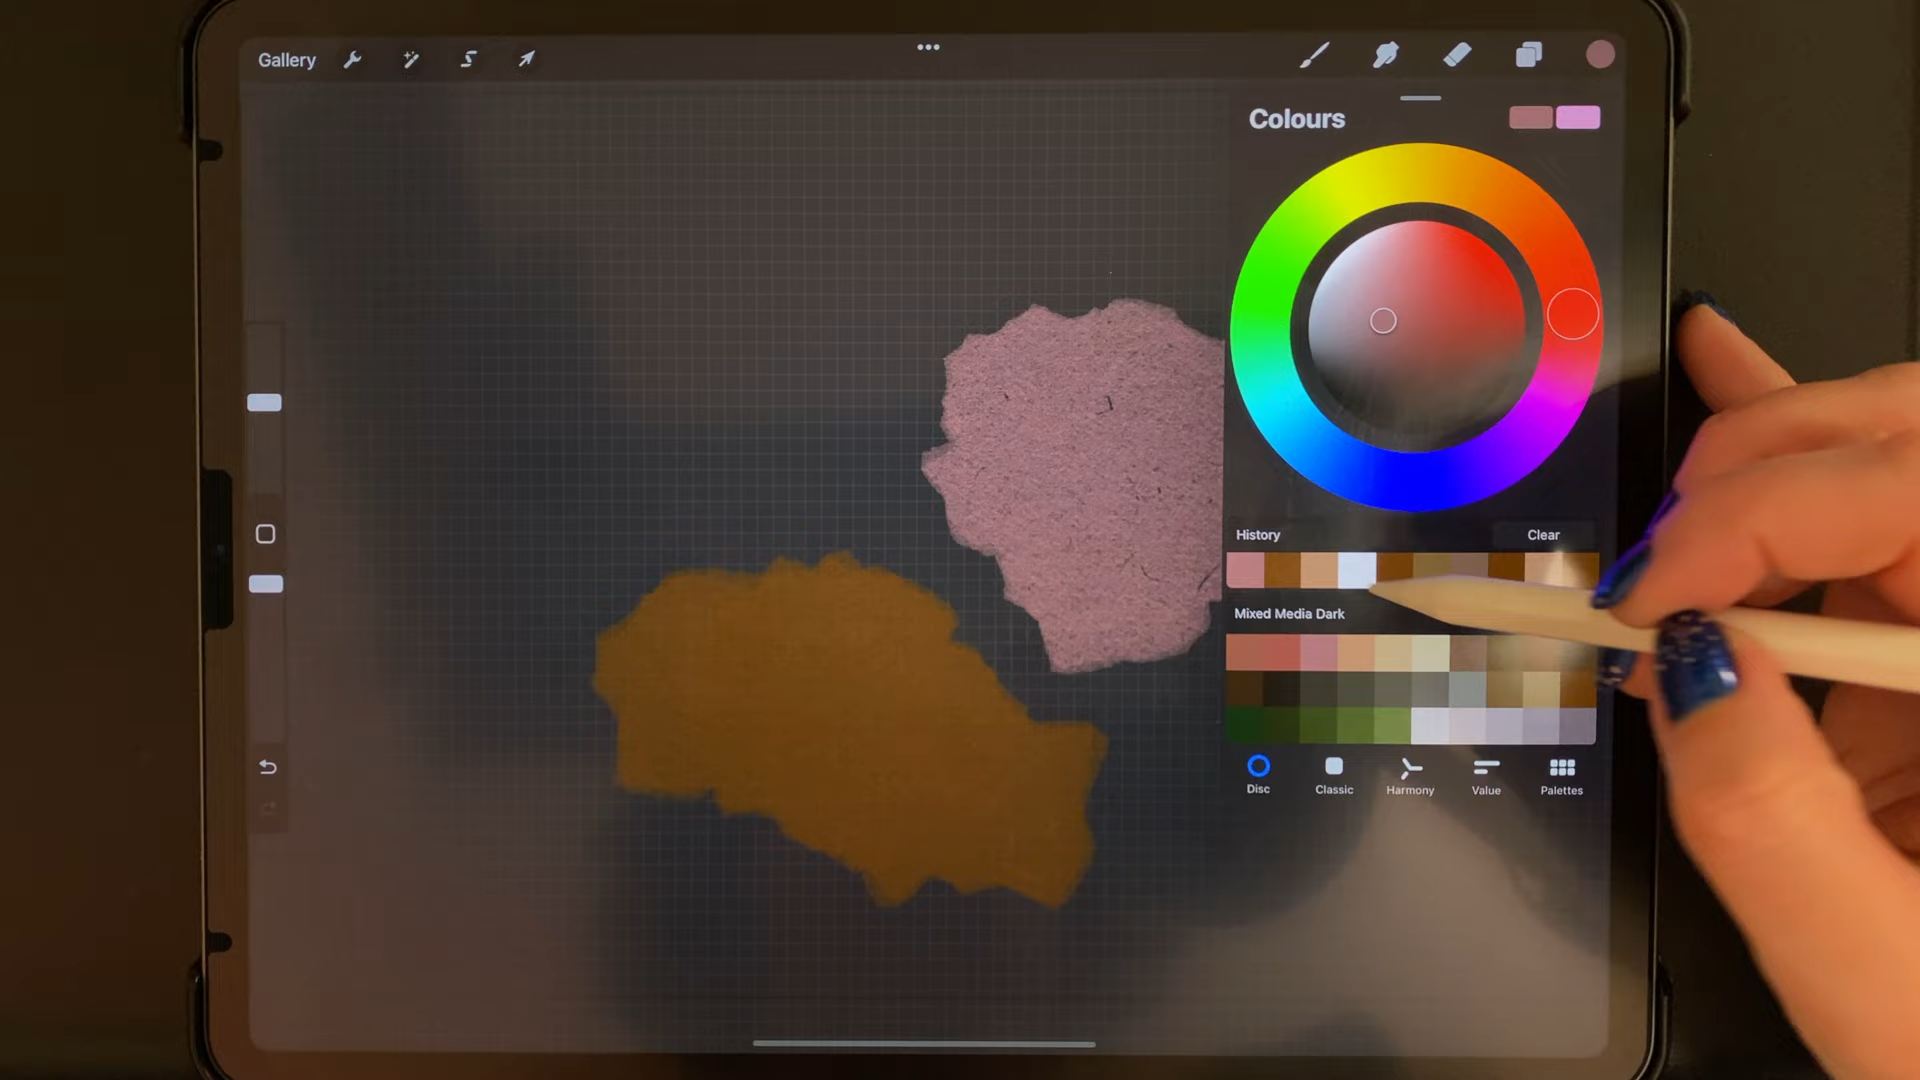 Gallery
Colours
History
Clear
Mixed Media Dark
Disc
Classic
Harmony
Value
Palettes